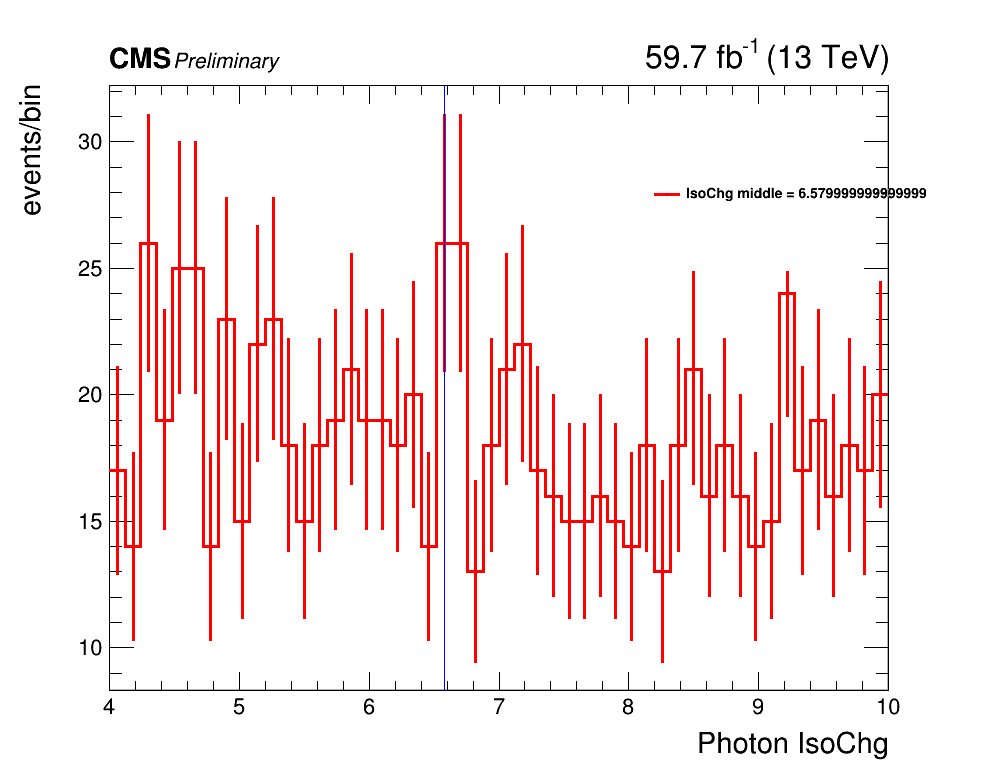 CMS Preliminary 59.7 fb⁻¹ (13 TeV)
events/bin
30
25
20
15
10
IsoChg middle = 6.579999999999999
4 5 6 7 8 9 10
Photon IsoChg